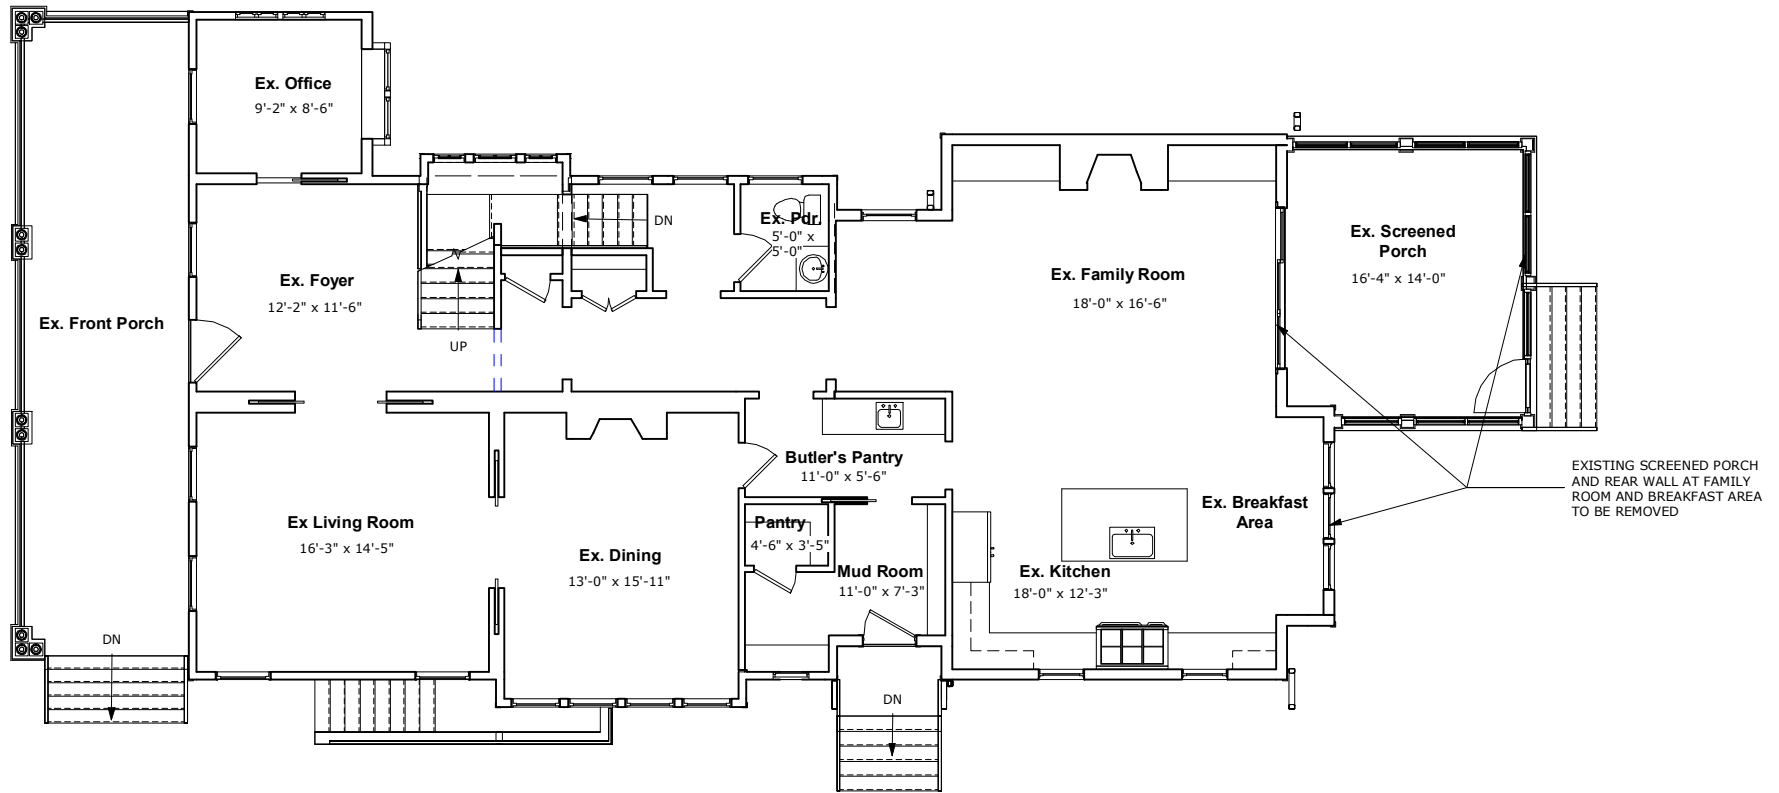 Ex. Office
9'-2" x 8'-6"
Ex. Front Porch
Ex. Foyer
12'-2" x 11'-6"
UP
DN
Ex. Pdr.
5'-0" x
5'-0"
Ex. Family Room
18'-0" x 16'-6"
Ex. Screened
Porch
16'-4" x 14'-0"
Ex Living Room
16'-3" x 14'-5"
Ex. Dining
13'-0" x 15'-11"
Butler's Pantry
11'-0" x 5'-6"
Pantry
4'-6" x 3'-5"
Mud Room
11'-0" x 7'-3"
Ex. Kitchen
18'-0" x 12'-3"
Ex. Breakfast
Area
EXISTING SCREENED PORCH
AND REAR WALL AT FAMILY
ROOM AND BREAKFAST AREA
TO BE REMOVED
DN
DN